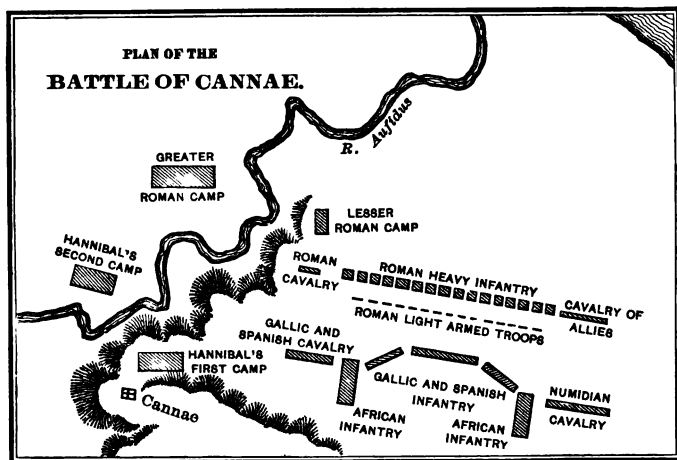 PLAN OF THE
BATTLE OF CANNAE.
R. Aufidus
GREATER
ROMAN CAMP
LESSER
ROMAN CAMP
HANNIBAL'S
SECOND CAMP
ROMAN
CAVALRY
ROMAN HEAVY INFANTRY
CAVALRY OF
ALLIES
ROMAN LIGHT ARMED TROOPS
GALLIC AND
SPANISH CAVALRY
HANNIBAL'S
FIRST CAMP
Cannae
GALLIC AND SPANISH
INFANTRY
AFRICAN
INFANTRY
AFRICAN
INFANTRY
NUMIDIAN
CAVALRY